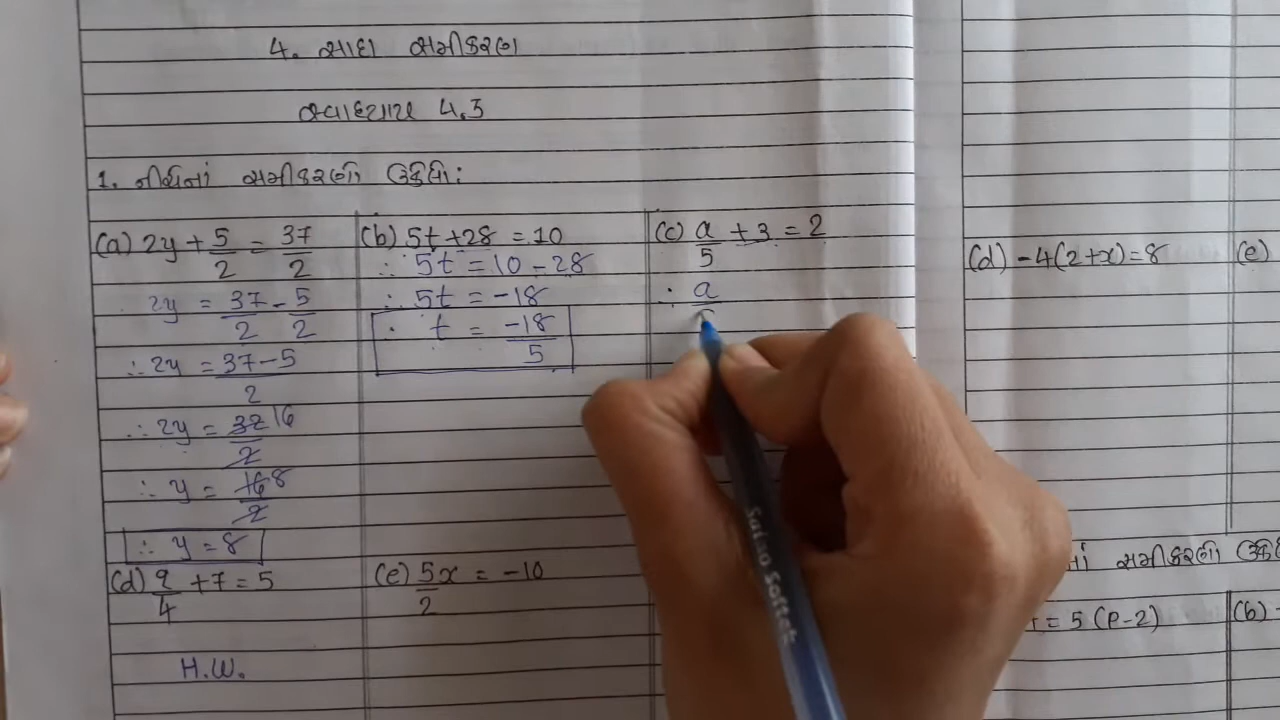 4. સાદા સમીકરણ
સ્વાધ્યાય 4.3
1. નીચેનાં સમીકરણો ઉકેલો:
(a) 2y + 5/2 = 37/2
2y = 37/2 - 5/2
∴ 2y = 37-5/2
∴ 2y = 32/2 16
∴ y = 16/2 8
∴ y = 8
(b) 5t + 28 = 10
∴ 5t = 10 - 28
∴ 5t = -18
∴ t = -18/5
(c) a/5 + 3 = 2
∴ a
(d) q/4 + 7 = 5
H.W.
(e) 5x/2 = -10
(d) -4(2+x)=8
(e)
સમીકરણો
= 5 (P-2)
(b)
Satao Softek